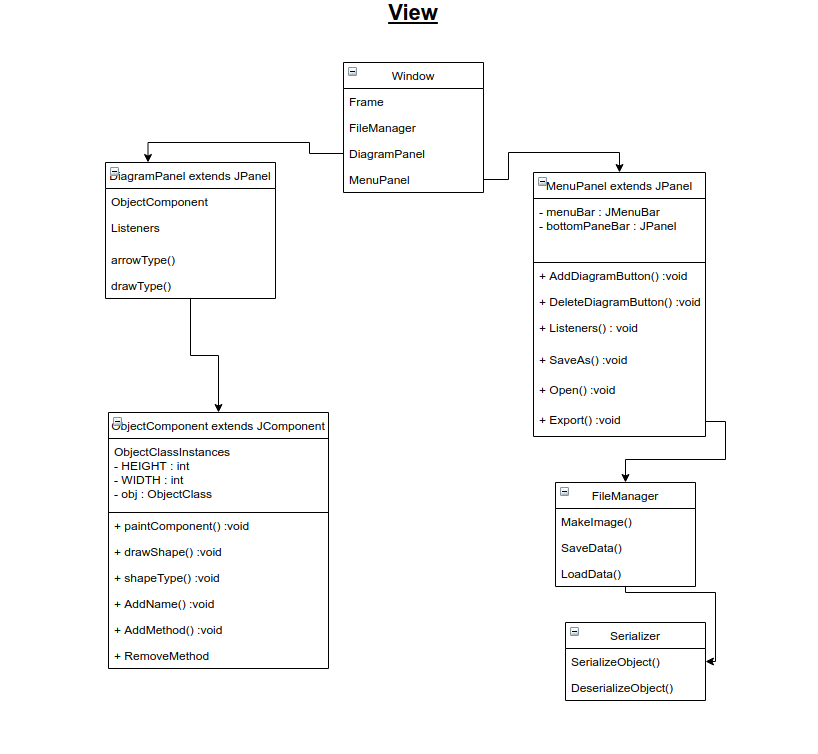 View
Window
Frame
FileManager
DiagramPanel
MenuPanel
DiagramPanel extends JPanel
ObjectComponent
Listeners
arrowType()
drawType()
MenuPanel extends JPanel
- menuBar : JMenuBar
- bottomPaneBar : JPanel
+ AddDiagramButton() :void
+ DeleteDiagramButton() :void
+ Listeners() : void
+ SaveAs() :void
+ Open() :void
+ Export() :void
ObjectComponent extends JComponent
ObjectClassInstances
- HEIGHT : int
- WIDTH : int
- obj : ObjectClass
+ paintComponent() :void
+ drawShape() :void
+ shapeType() :void
+ AddName() :void
+ AddMethod() :void
+ RemoveMethod
FileManager
MakeImage()
SaveData()
LoadData()
Serializer
SerializeObject()
DeserializeObject()